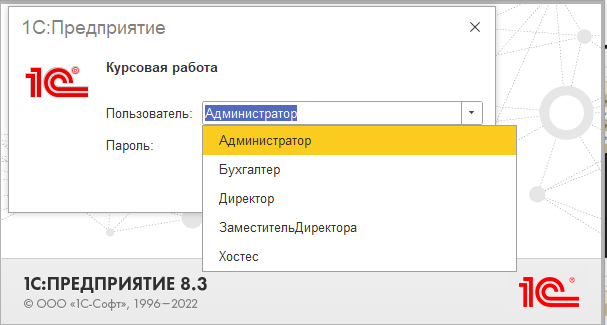 1С:Предприятие
1С®
Курсовая работа
Пользователь:
Администратор
Пароль:
Администратор
Бухгалтер
Директор
ЗаместительДиректора
Хостес
1С:ПРЕДПРИЯТИЕ 8.3
© ООО «1С-Софт», 1996–2022
1С®